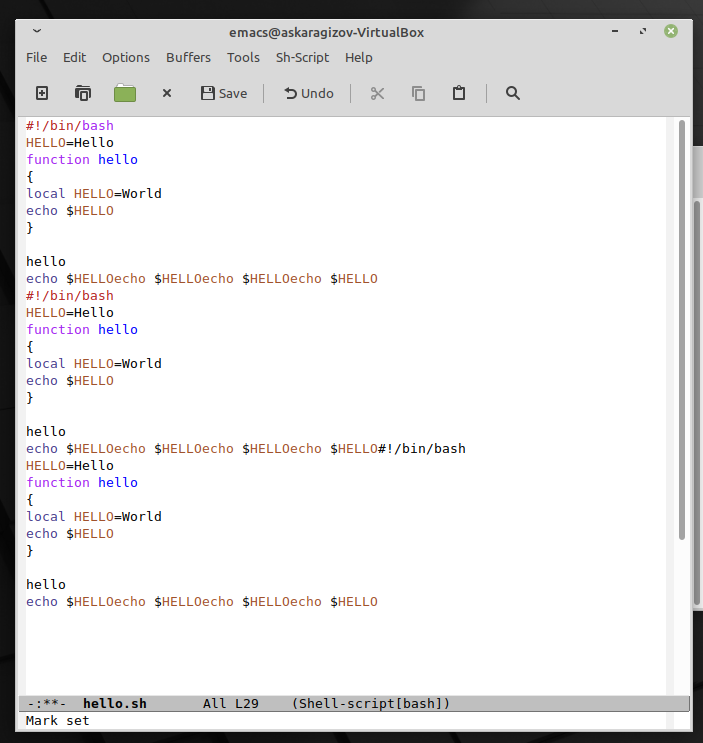 emacs@askaragizov-VirtualBox
File Edit Options Buffers Tools Sh-Script Help
Save Undo
#!/bin/bash
HELLO=Hello
function hello
{
local HELLO=World
echo $HELLO
}

hello
echo $HELLOecho $HELLOecho $HELLOecho $HELLO
#!/bin/bash
HELLO=Hello
function hello
{
local HELLO=World
echo $HELLO
}

hello
echo $HELLOecho $HELLOecho $HELLOecho $HELLO#!/bin/bash
HELLO=Hello
function hello
{
local HELLO=World
echo $HELLO
}

hello
echo $HELLOecho $HELLOecho $HELLOecho $HELLO
-:**-  hello.sh       All L29    (Shell-script[bash])
Mark set